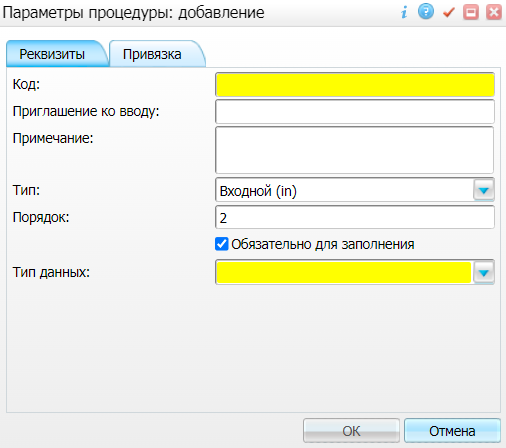 Параметры процедуры: добавление
Реквизиты Привязка
Код:
Приглашение ко вводу:
Примечание:
Тип: Входной (in)
Порядок: 2
Обязательно для заполнения
Тип данных:
ОК Отмена